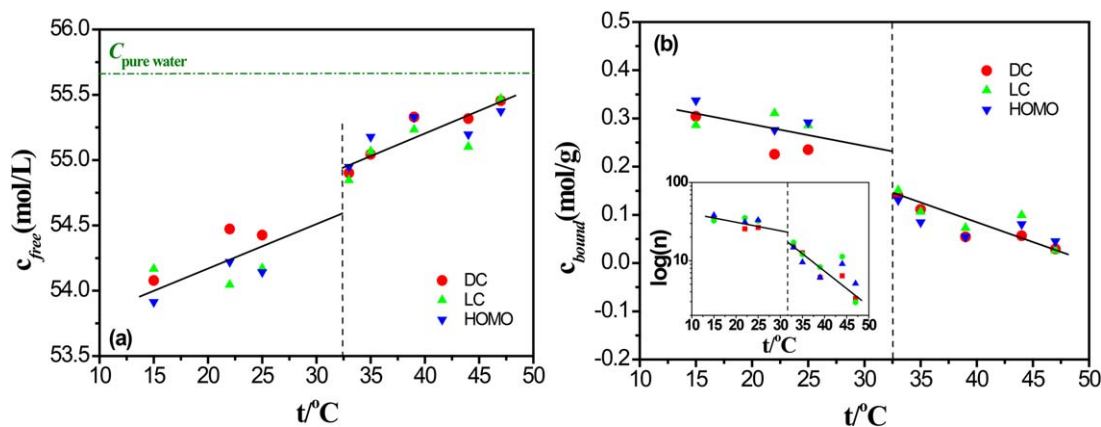 56.0
55.5
55.0
54.5
54.0
53.5
c_free(mol/L)
C pure water
DC
LC
HOMO
(a)
10 15 20 25 30 35 40 45 50
t/°C
0.5
0.4
0.3
0.2
0.1
0.0
-0.1
-0.2
c_bound(mol/g)
(b)
DC
LC
HOMO
100
10
log(n)
10 15 20 25 30 35 40 45 50
t/°C
10 15 20 25 30 35 40 45 50
t/°C